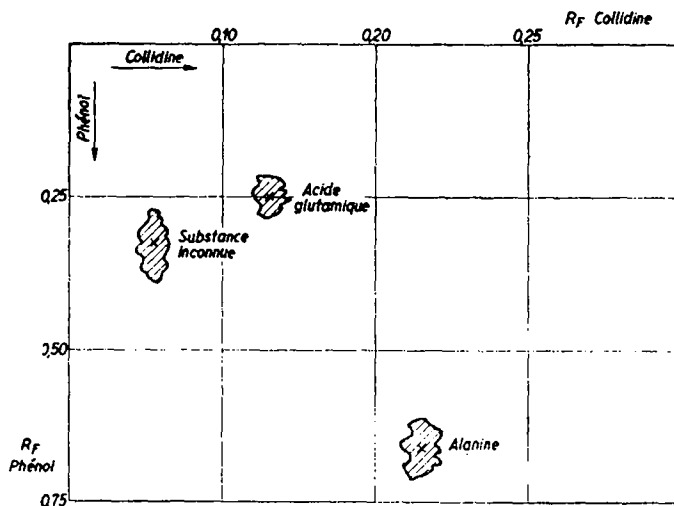 R_F Collidine
0,10
0,20
0,25
Collidine
Phénol
0,25
Acide
glutamique
Substance
Inconnue
0,50
Alanine
R_F
Phénol
0,75